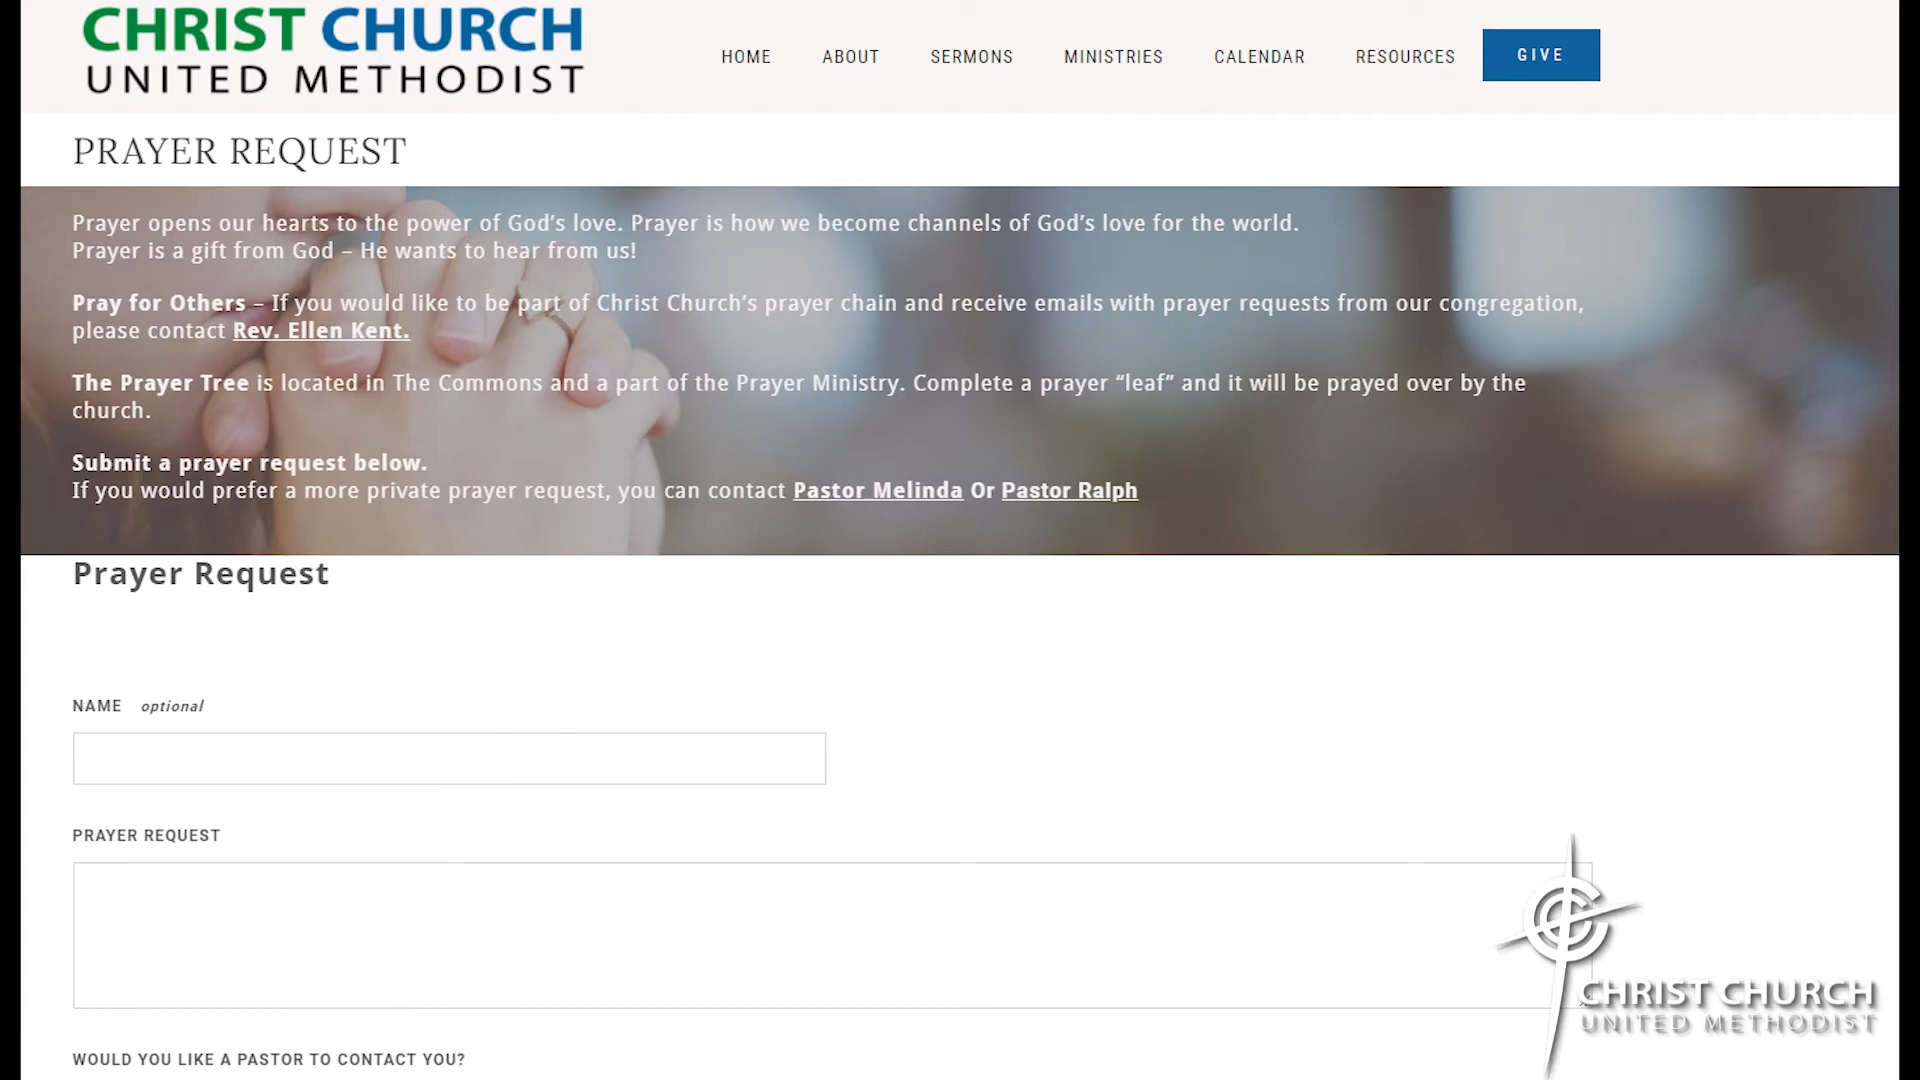 CHRIST CHURCH
UNITED METHODIST
HOME ABOUT SERMONS MINISTRIES CALENDAR RESOURCES GIVE
PRAYER REQUEST
Prayer opens our hearts to the power of God’s love. Prayer is how we become channels of God’s love for the world.
Prayer is a gift from God – He wants to hear from us!
Pray for Others – If you would like to be part of Christ Church’s prayer chain and receive emails with prayer requests from our congregation,
please contact Rev. Ellen Kent.
The Prayer Tree is located in The Commons and a part of the Prayer Ministry. Complete a prayer “leaf” and it will be prayed over by the
church.
Submit a prayer request below.
If you would prefer a more private prayer request, you can contact Pastor Melinda Or Pastor Ralph
Prayer Request
NAME optional
PRAYER REQUEST
WOULD YOU LIKE A PASTOR TO CONTACT YOU?
CHRIST CHURCH
UNITED METHODIST